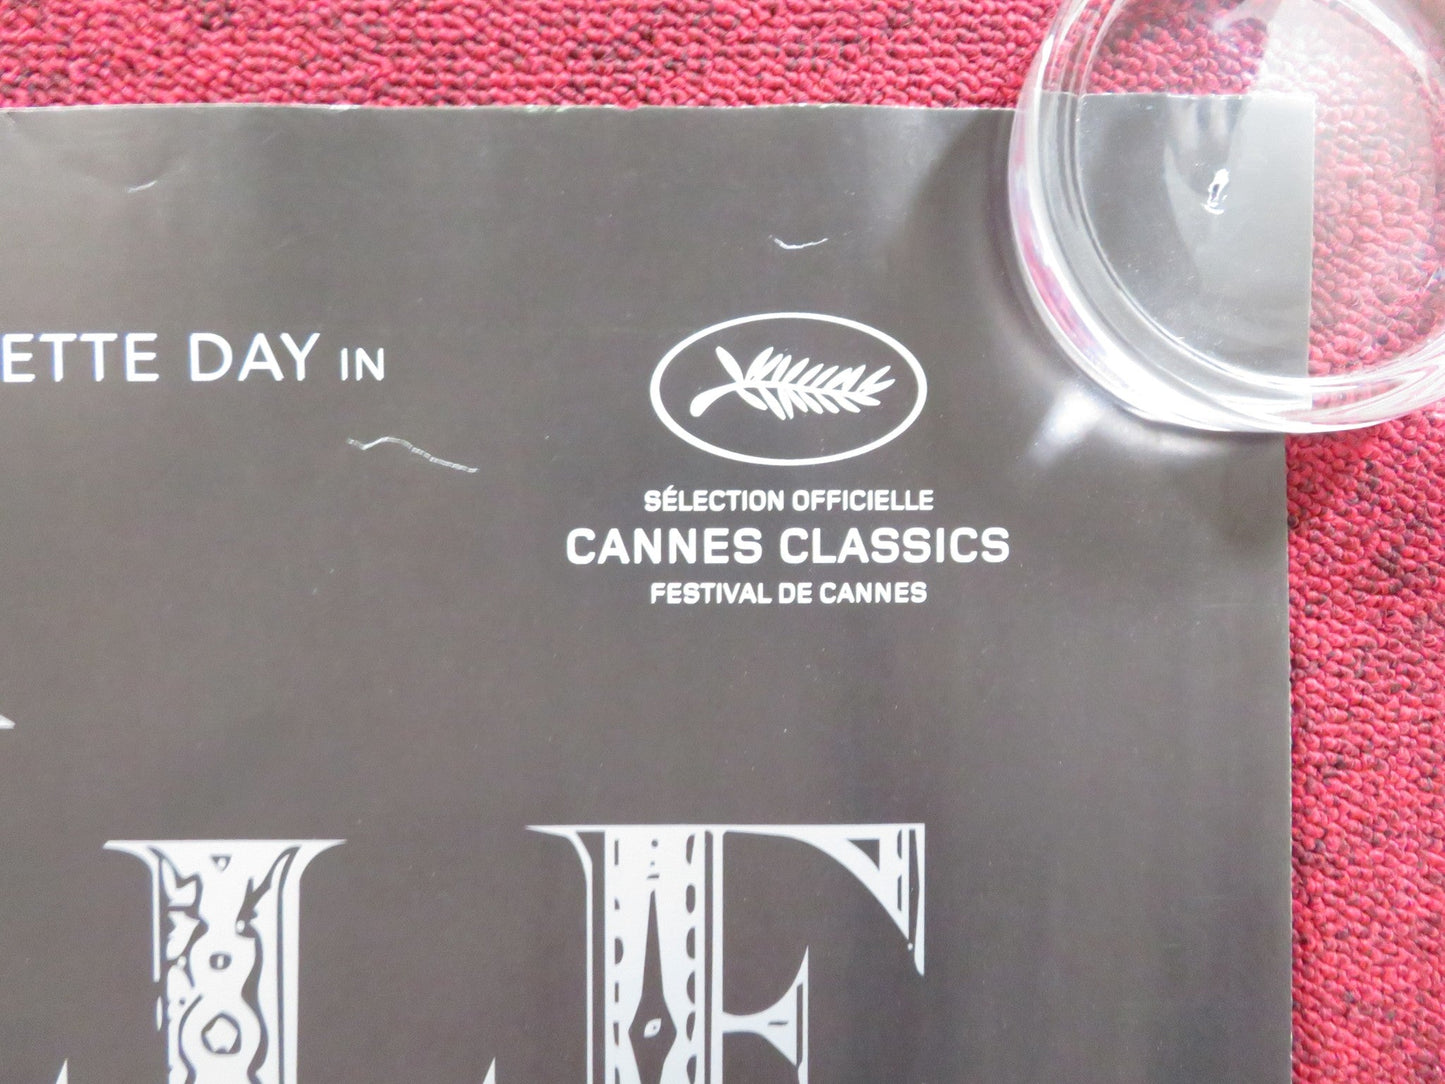 ETTE DAY IN
SÉLECTION OFFICIELLE
CANNES CLASSICS
FESTIVAL DE CANNES